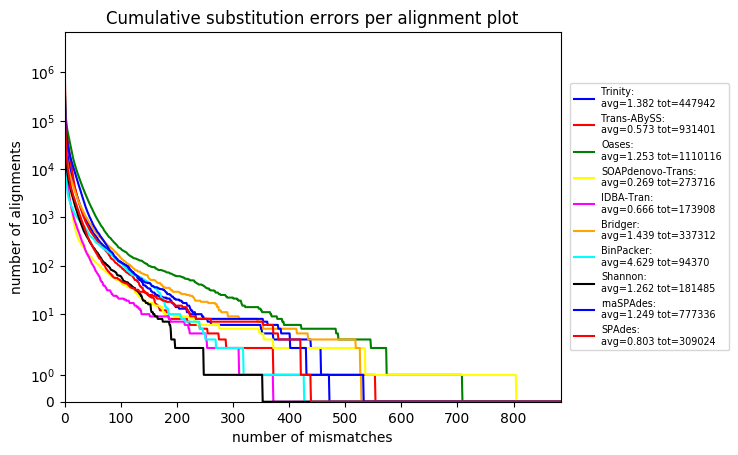 Cumulative substitution errors per alignment plot
number of alignments
10^6
10^5
10^4
10^3
10^2
10^1
10^0
0
0 100 200 300 400 500 600 700 800
number of mismatches
Trinity:
avg=1.382 tot=447942
Trans-ABySS:
avg=0.573 tot=931401
Oases:
avg=1.253 tot=1110116
SOAPdenovo-Trans:
avg=0.269 tot=273716
IDBA-Tran:
avg=0.666 tot=173908
Bridger:
avg=1.439 tot=337312
BinPacker:
avg=4.629 tot=94370
Shannon:
avg=1.262 tot=181485
rnaSPAdes:
avg=1.249 tot=777336
SPAdes:
avg=0.803 tot=309024